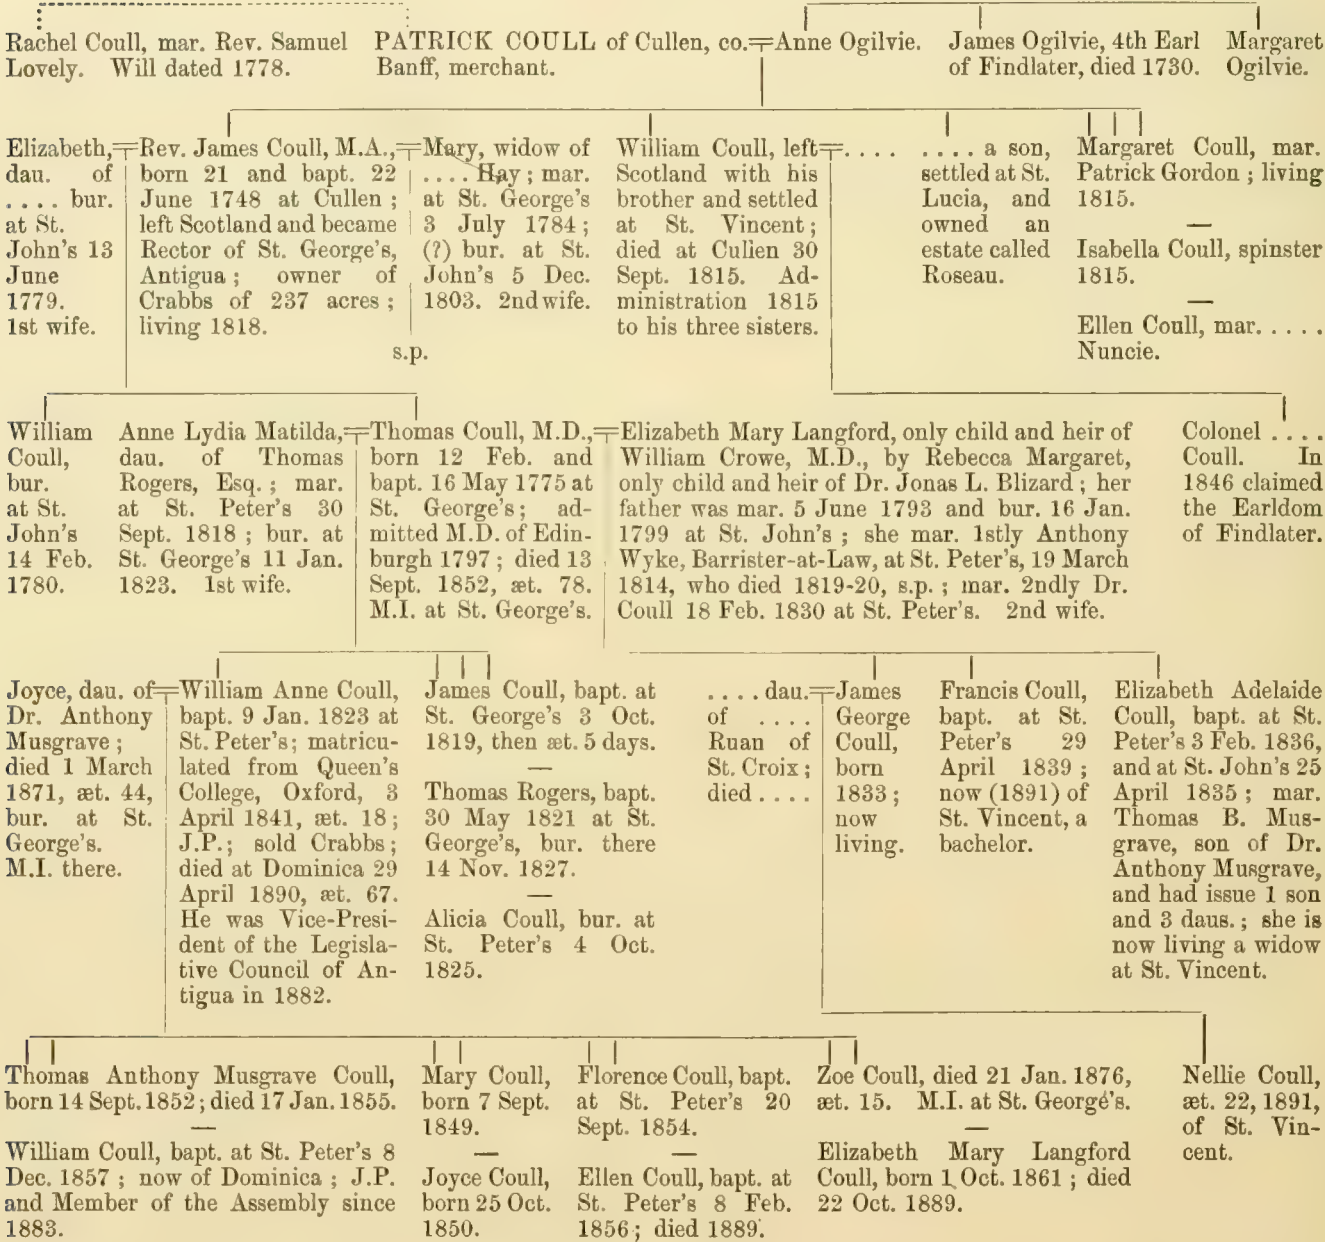 Rachel Coull, mar. Rev. Samuel
Lovely. Will dated 1778.
PATRICK COULL of Cullen, co.
Banff, merchant.
Anne Ogilvie.
James Ogilvie, 4th Earl
of Findlater, died 1730.
Margaret
Ogilvie.
Elizabeth,
dau. of
.... bur.
at St.
John's 13
June
1779.
1st wife.
Rev. James Coull, M.A.,
born 21 and bapt. 22
June 1748 at Cullen;
left Scotland and became
Rector of St. George's,
Antigua; owner of
Crabbs of 237 acres;
living 1818.
Mary, widow of
.... Hay; mar.
at St. George's
3 July 1784;
(?) bur. at St.
John's 5 Dec.
1803. 2nd wife.
s.p.
William Coull, left
Scotland with his
brother and settled
at St. Vincent;
died at Cullen 30
Sept. 1815. Ad-
ministration 1815
to his three sisters.
....
.... a son,
settled at St.
Lucia, and
owned an
estate called
Roseau.
Margaret Coull, mar.
Patrick Gordon; living
1815.
—
Isabella Coull, spinster
1815.
—
Ellen Coull, mar. .....
Nuncie.
William
Coull,
bur.
at St.
John's
14 Feb.
1780.
Anne Lydia Matilda,
dau. of Thomas
Rogers, Esq.; mar.
at St. Peter's 30
Sept. 1818; bur. at
St. George's 11 Jan.
1823. 1st wife.
Thomas Coull, M.D.,
born 12 Feb. and
bapt. 16 May 1775 at
St. George's; ad-
mitted M.D. of Edin-
burgh 1797; died 13
Sept. 1852, æt. 78.
M.I. at St. George's.
Elizabeth Mary Langford, only child and heir of
William Crowe, M.D., by Rebecca Margaret,
only child and heir of Dr. Jonas L. Blizard; her
father was mar. 5 June 1793 and bur. 16 Jan.
1799 at St. John's; she mar. 1stly Anthony
Wyke, Barrister-at-Law, at St. Peter's, 19 March
1814, who died 1819-20, s.p.; mar. 2ndly Dr.
Coull 18 Feb. 1830 at St. Peter's. 2nd wife.
Colonel ....
Coull. In
1846 claimed
the Earldom
of Findlater.
Joyce, dau. of
Dr. Anthony
Musgrave;
died 1 March
1871, æt. 44,
bur. at St.
George's.
M.I. there.
William Anne Coull,
bapt. 9 Jan. 1823 at
St. Peter's; matricu-
lated from Queen's
College, Oxford, 3
April 1841, æt. 18;
J.P.; sold Crabbs;
died at Dominica 29
April 1890, æt. 67.
He was Vice-Presi-
dent of the Legisla-
tive Council of An-
tigua in 1882.
James Coull, bapt. at
St. George's 3 Oct.
1819, then æt. 5 days.
—
Thomas Rogers, bapt.
30 May 1821 at St.
George's, bur. there
14 Nov. 1827.
—
Alicia Coull, bur. at
St. Peter's 4 Oct.
1825.
.... dau.
of ....
Ruan of
St. Croix;
died ....
James
George
Coull,
born
1833;
now
living.
Francis Coull,
bapt. at St.
Peter's 29
April 1839;
now (1891) of
St. Vincent, a
bachelor.
Elizabeth Adelaide
Coull, bapt. at St.
Peter's 3 Feb. 1836,
and at St. John's 25
April 1835; mar.
Thomas B. Mus-
grave, son of Dr.
Anthony Musgrave,
and had issue 1 son
and 3 daus.; she is
now living a widow
at St. Vincent.
Thomas Anthony Musgrave Coull,
born 14 Sept. 1852; died 17 Jan. 1855.
—
William Coull, bapt. at St. Peter's 8
Dec. 1857; now of Dominica; J.P.
and Member of the Assembly since
1883.
Mary Coull,
born 7 Sept.
1849.
—
Joyce Coull,
born 25 Oct.
1850.
Florence Coull, bapt.
at St. Peter's 20
Sept. 1854.
—
Ellen Coull, bapt. at
St. Peter's 8 Feb.
1856; died 1889.
Zoe Coull, died 21 Jan. 1876,
æt. 15. M.I. at St. George's.
—
Elizabeth Mary Langford
Coull, born 1 Oct. 1861; died
22 Oct. 1889.
Nellie Coull,
æt. 22, 1891,
of St. Vin-
cent.